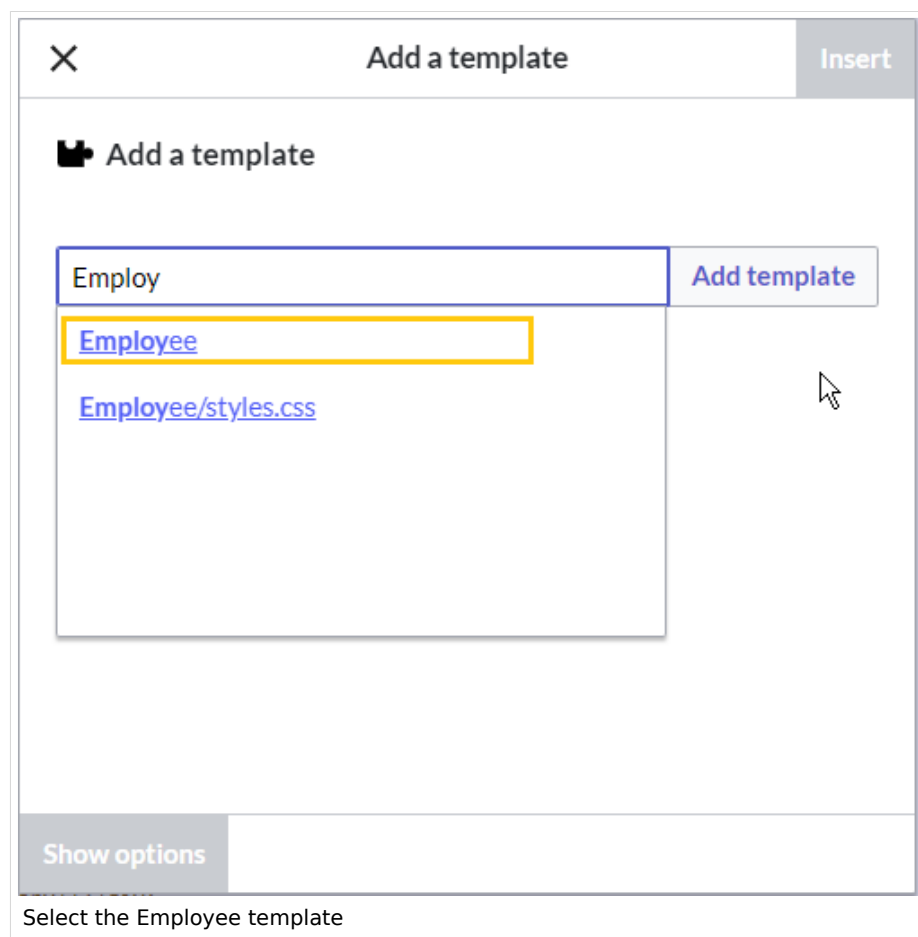 Add a template
Insert
Add a template
Employ
Add template
Employee
Employee/styles.css
Show options
Select the Employee template